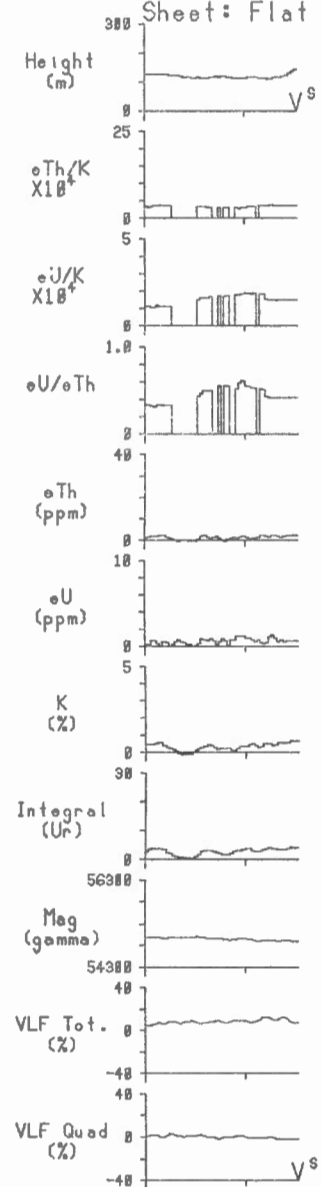 Sheet: Flat
300
Height
(m)
0
V s
25
eTh/K
X10⁴
0
5
eU/K
X10⁴
0
1.0
eU/eTh
0
40
eTh
(ppm)
0
10
eU
(ppm)
0
5
K
(%)
0
30
Integral
(Ur)
0
56300
Mag
(gamma)
54300
40
VLF Tot.
(%)
0
-40
40
VLF Quad
(%)
0
-40
V s